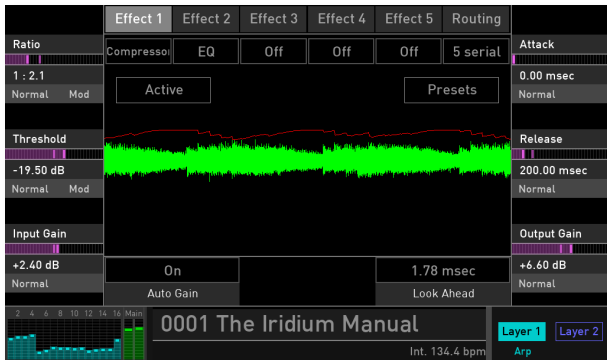 Effect 1 Effect 2 Effect 3 Effect 4 Effect 5 Routing
Compressor EQ Off Off Off 5 serial
Active Presets
Ratio
1 : 2.1
Normal Mod
Threshold
-19.50 dB
Normal Mod
Input Gain
+2.40 dB
Normal
Attack
0.00 msec
Normal
Release
200.00 msec
Normal
Output Gain
+6.60 dB
Normal
On 1.78 msec
Auto Gain Look Ahead
2 4 6 8 10 12 14 16 Main
0001 The Iridium Manual
Int. 134.4 bpm
Layer 1 Layer 2
Arp